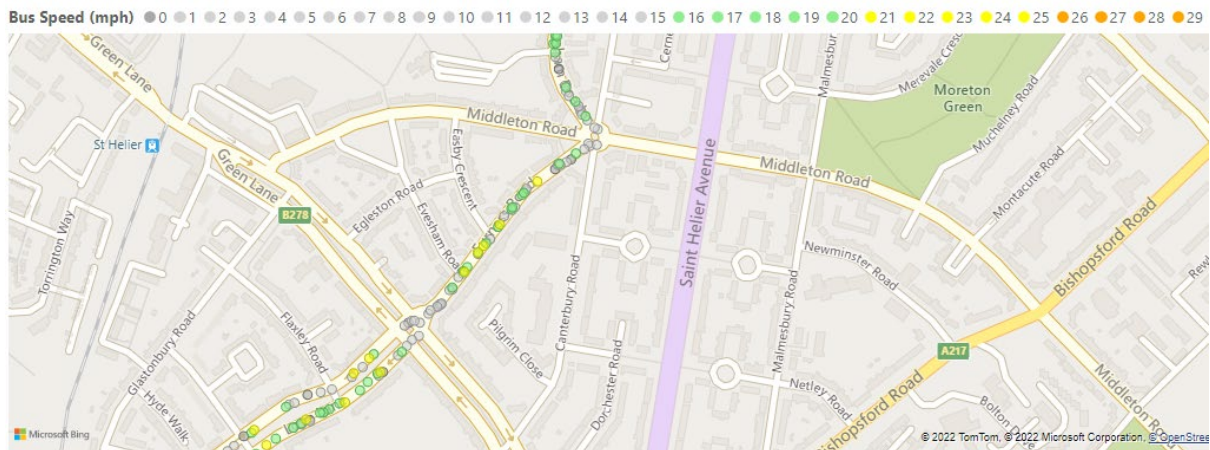 Bus Speed (mph) 0 1 2 3 4 5 6 7 8 9 10 11 12 13 14 15 16 17 18 19 20 21 22 23 24 25 26 27 28 29
Green Lane
Middleton Road
St Helier
Easby Crescent
Green Lane
B278
Egleston Road
Evesham Road
Torrington Way
Glastonbury Road
Flaxley Road
Hyde Walk
Pilgrim Close
Canterbury Road
Dorchester Road
Saint Helier Avenue
Malmesbury
Merevale Cresc
Moreton
Green
Muchelney Road
Middleton Road
Montacute Road
Bishopsford Road
Newminster Road
Malmesbury Road
A217
Netley Road
Bishopsford Road
Bolton
Middleton Road
Microsoft Bing
© 2022 TomTom, © 2022 Microsoft Corporation, © OpenStree